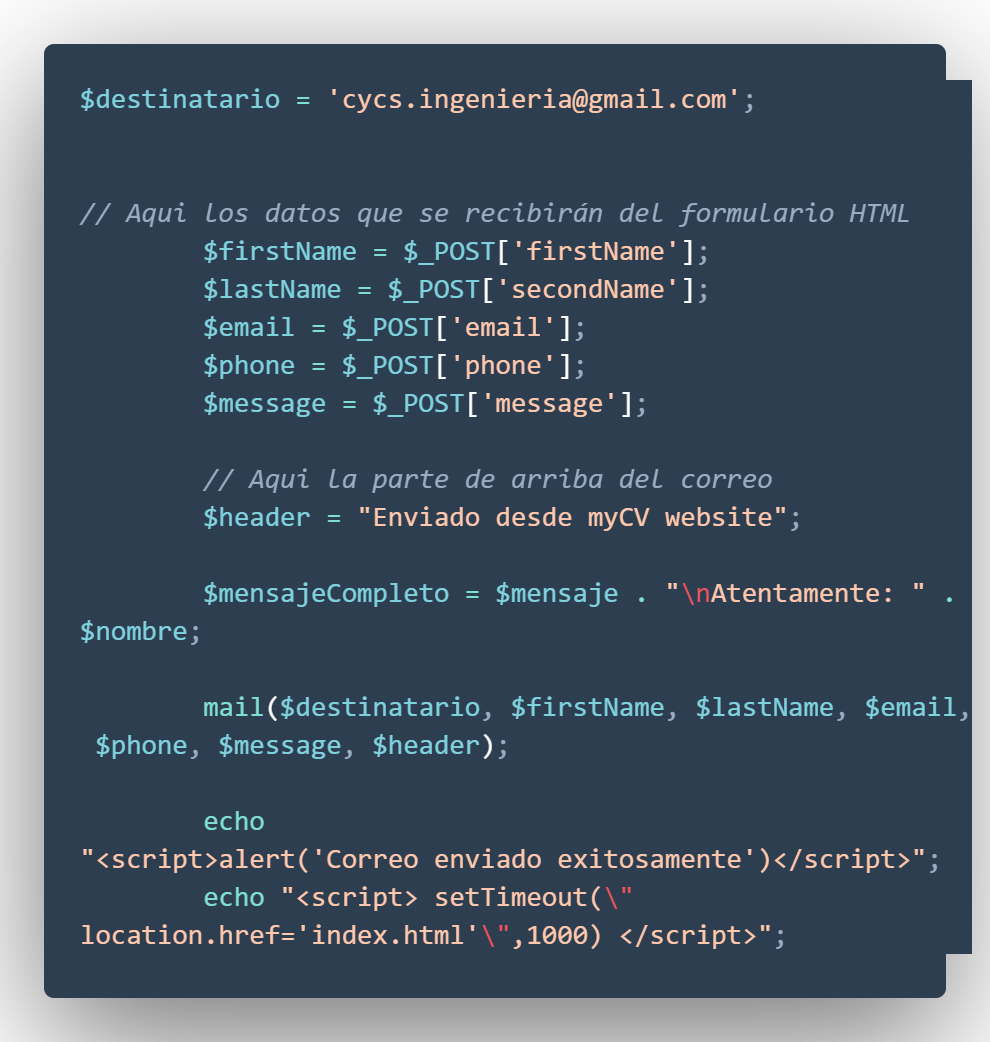 $destinatario = 'cycs.ingenieria@gmail.com';
// Aqui los datos que se recibirán del formulario HTML
$firstName = $_POST['firstName'];
$lastName = $_POST['secondName'];
$email = $_POST['email'];
$phone = $_POST['phone'];
$message = $_POST['message'];
// Aqui la parte de arriba del correo
$header = "Enviado desde myCV website";
$mensajeCompleto = $mensaje . "\nAtentamente: " .
$nombre;
mail($destinatario, $firstName, $lastName, $email,
$phone, $message, $header);
echo
"<script>alert('Correo enviado exitosamente')</script>";
echo "<script> setTimeout(\"
location.href='index.html'\",1000) </script>";